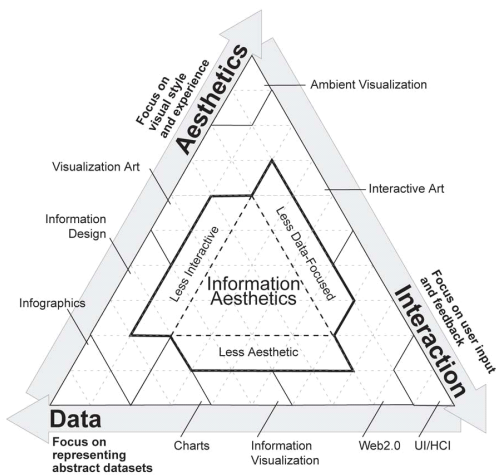 Focus on
visual style
and experience
Aesthetics
Ambient Visualization
Visualization Art
Interactive Art
Information
Design
Less Interactive
Less Data-Focused
Information
Aesthetics
Less Aesthetic
Infographics
Focus on user input
and feedback
Interaction
Data
Focus on
representing
abstract datasets
Charts
Information
Visualization
Web2.0
UI/HCI